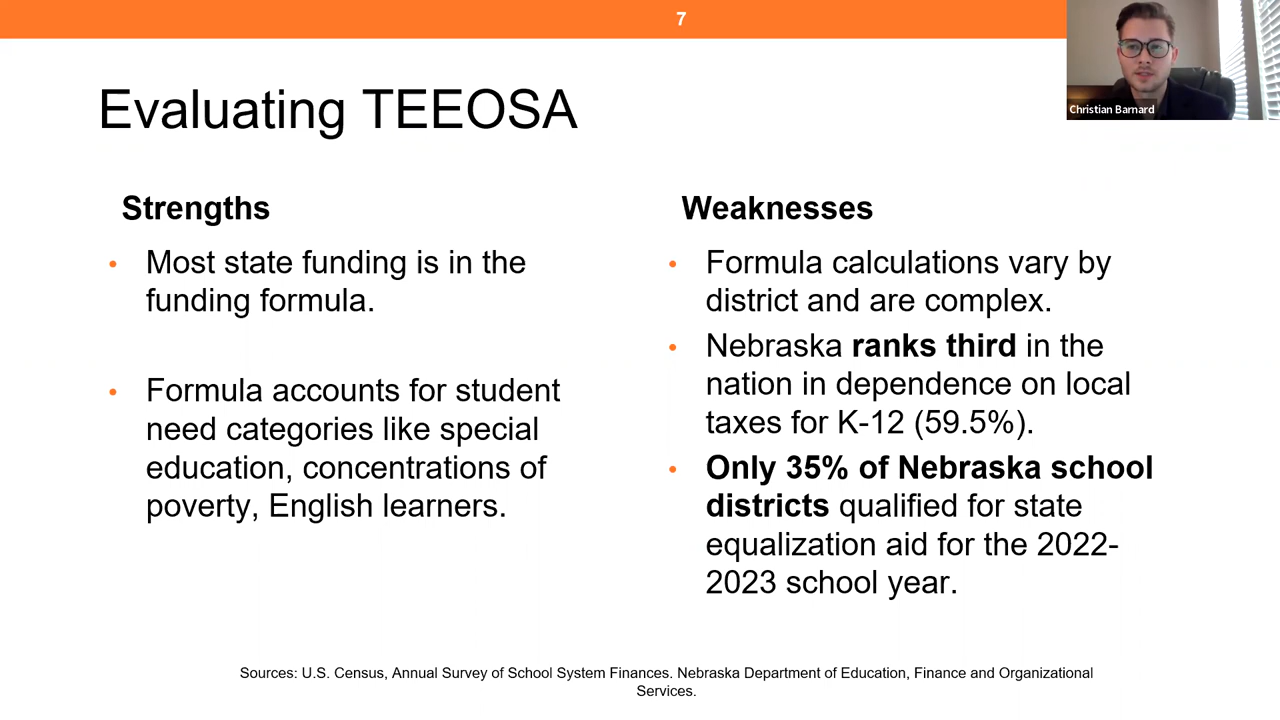 7
Christian Barnard
Evaluating TEEOSA
Strengths
• Most state funding is in the
funding formula.
• Formula accounts for student
need categories like special
education, concentrations of
poverty, English learners.
Weaknesses
• Formula calculations vary by
district and are complex.
• Nebraska ranks third in the
nation in dependence on local
taxes for K-12 (59.5%).
• Only 35% of Nebraska school
districts qualified for state
equalization aid for the 2022-
2023 school year.
Sources: U.S. Census, Annual Survey of School System Finances. Nebraska Department of Education, Finance and Organizational
Services.